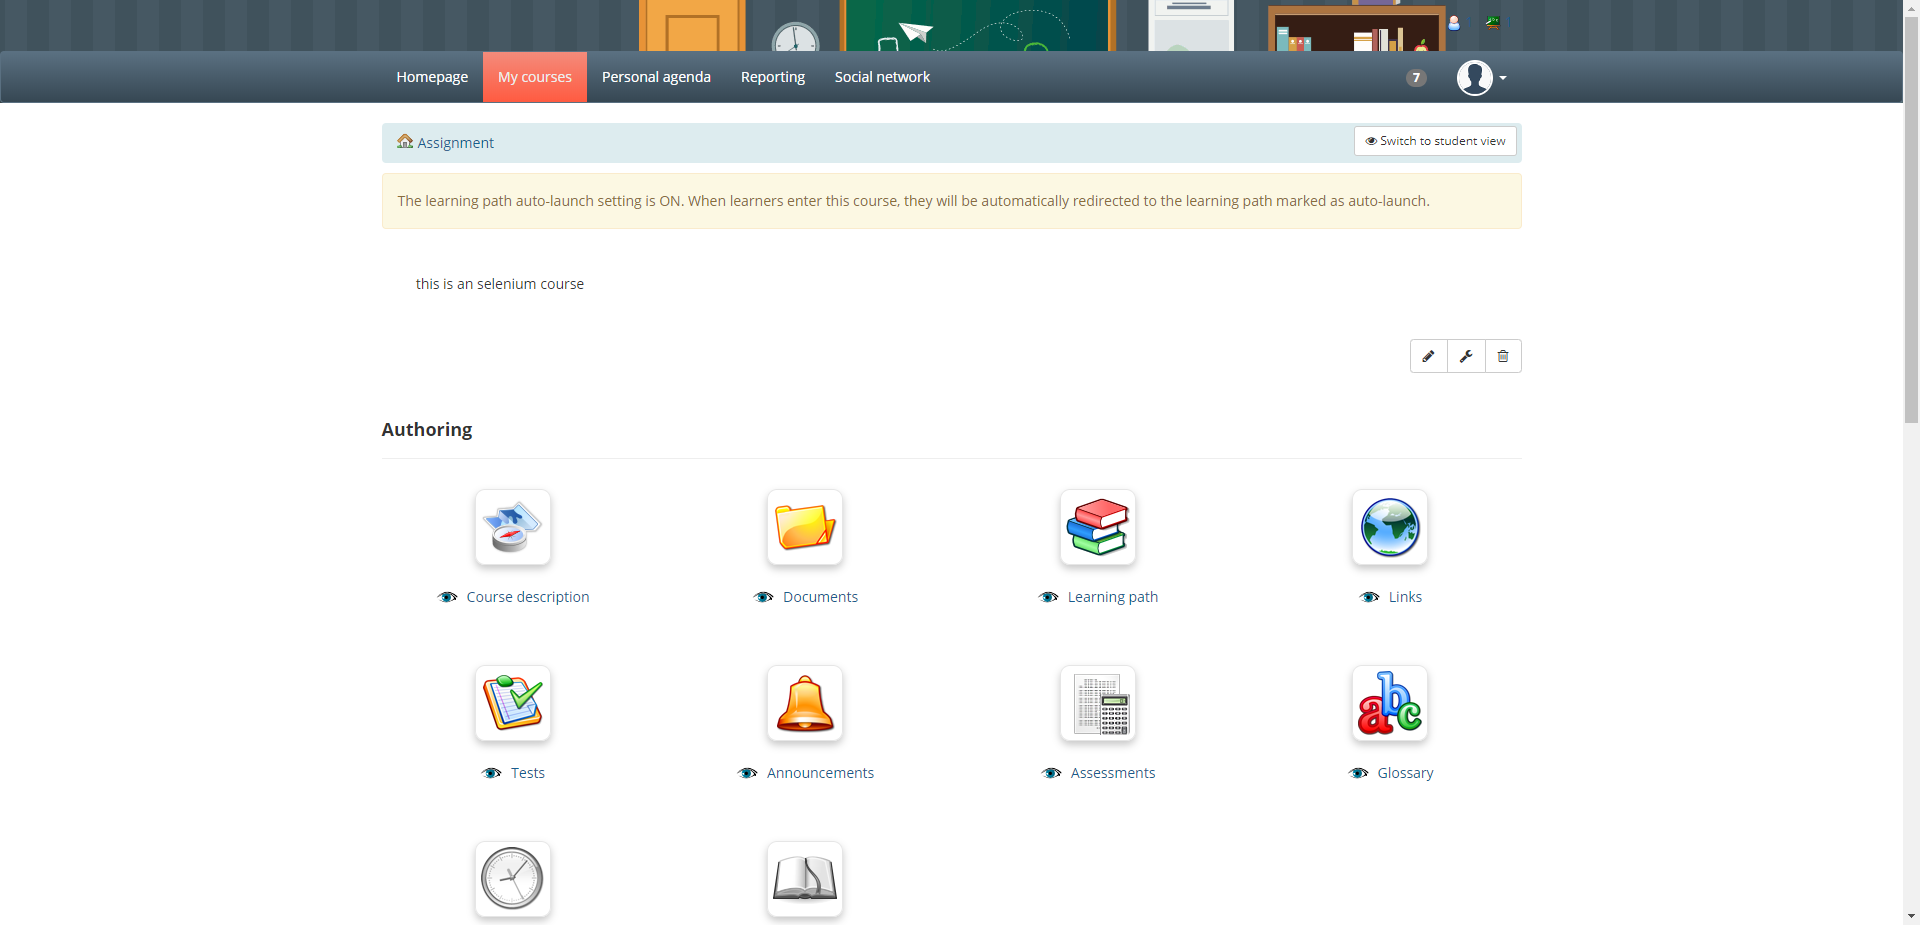 Homepage
My courses
Personal agenda
Reporting
Social network
7
Assignment
Switch to student view
The learning path auto-launch setting is ON. When learners enter this course, they will be automatically redirected to the learning path marked as auto-launch.
this is an selenium course
Authoring
Course description
Documents
Learning path
Links
Tests
Announcements
Assessments
Glossary